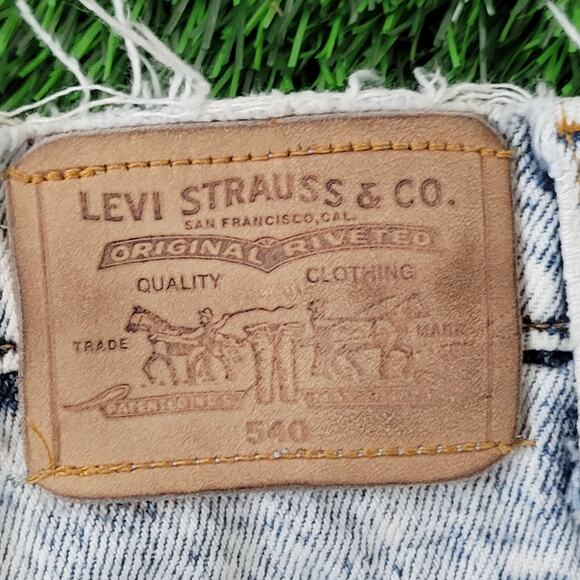 LEVI STRAUSS & CO.
SAN FRANCISCO, CAL.
ORIGINAL RIVETED
QUALITY CLOTHING
TRADE MARK
540